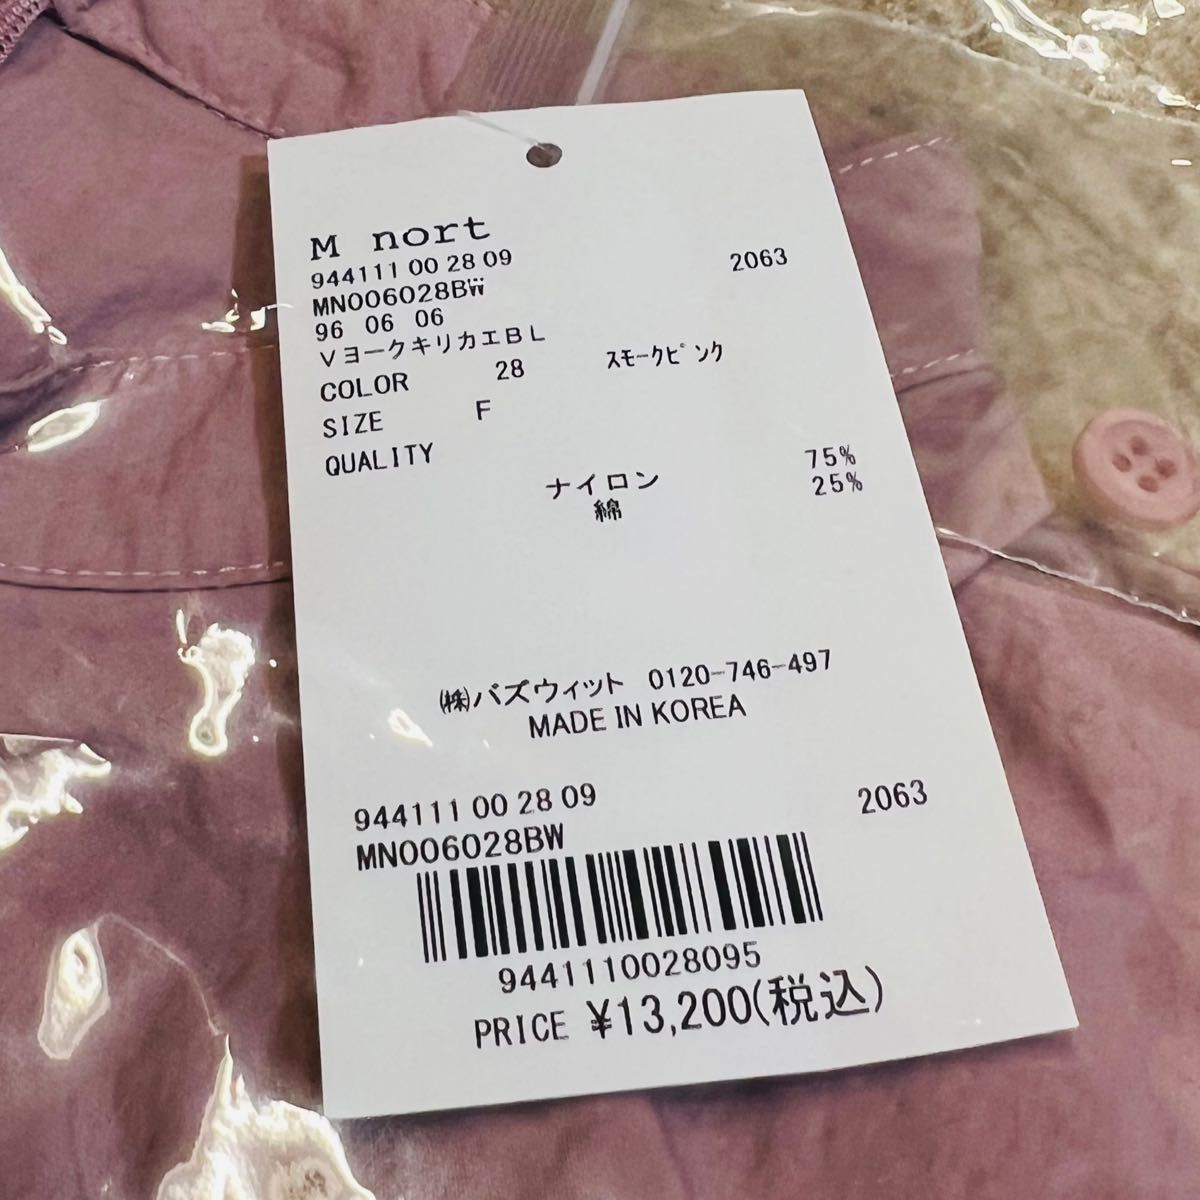 M nort
944111 00 28 09 2063
MN006028BW
96 06 06
VヨークキリカエBL
COLOR 28 スモークピンク
SIZE F
QUALITY
ナイロン 75%
綿 25%
㈱バズウィット 0120-746-497
MADE IN KOREA
944111 00 28 09 2063
MN006028BW
9441110028095
PRICE ¥13,200(税込)